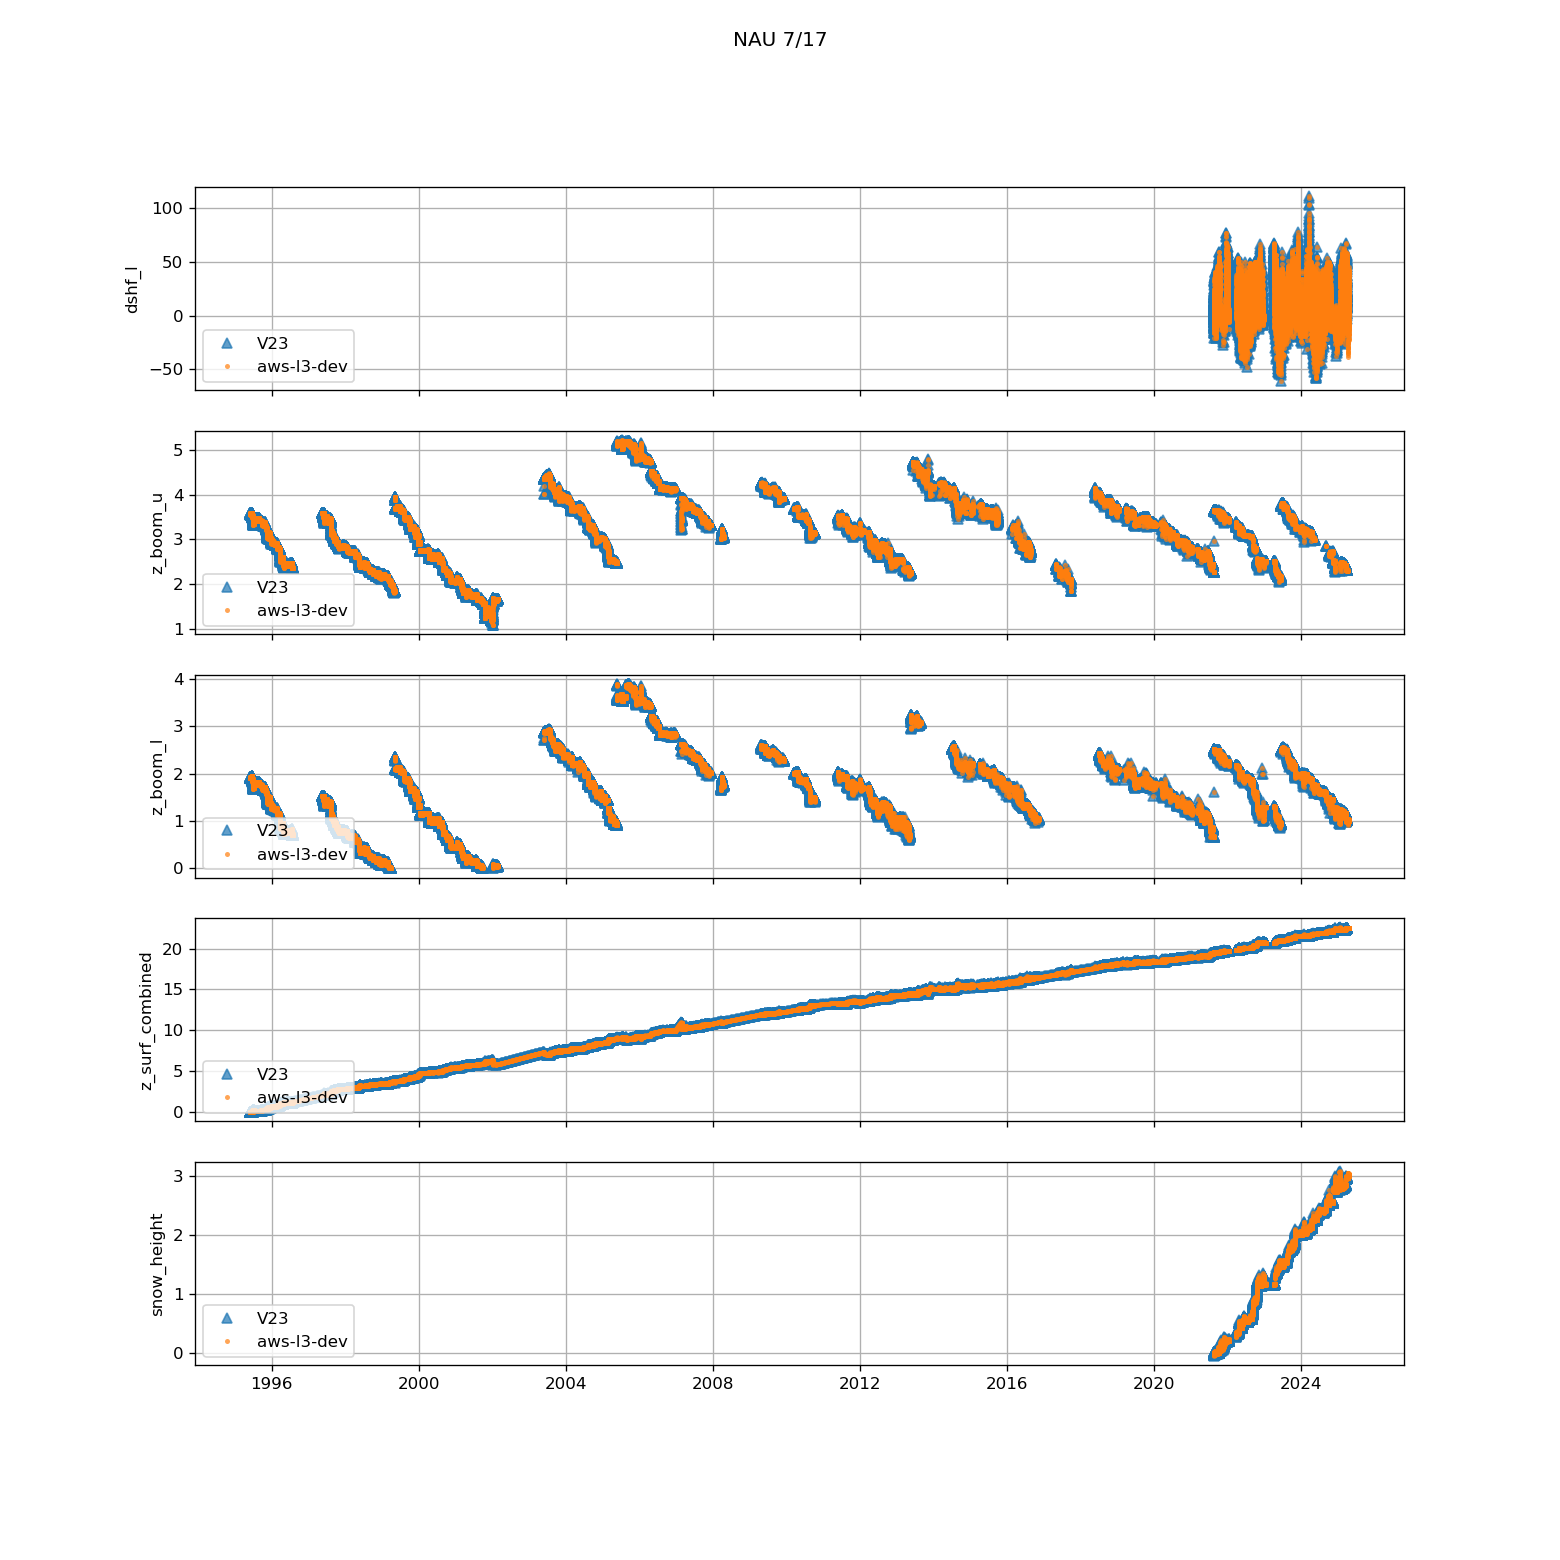 NAU 7/17
dshf_l
100
50
0
−50
V23
aws-l3-dev
z_boom_u
5
4
3
2
1
V23
aws-l3-dev
z_boom_l
4
3
2
1
0
V23
aws-l3-dev
z_surf_combined
20
15
10
5
0
V23
aws-l3-dev
snow_height
3
2
1
0
V23
aws-l3-dev
1996 2000 2004 2008 2012 2016 2020 2024